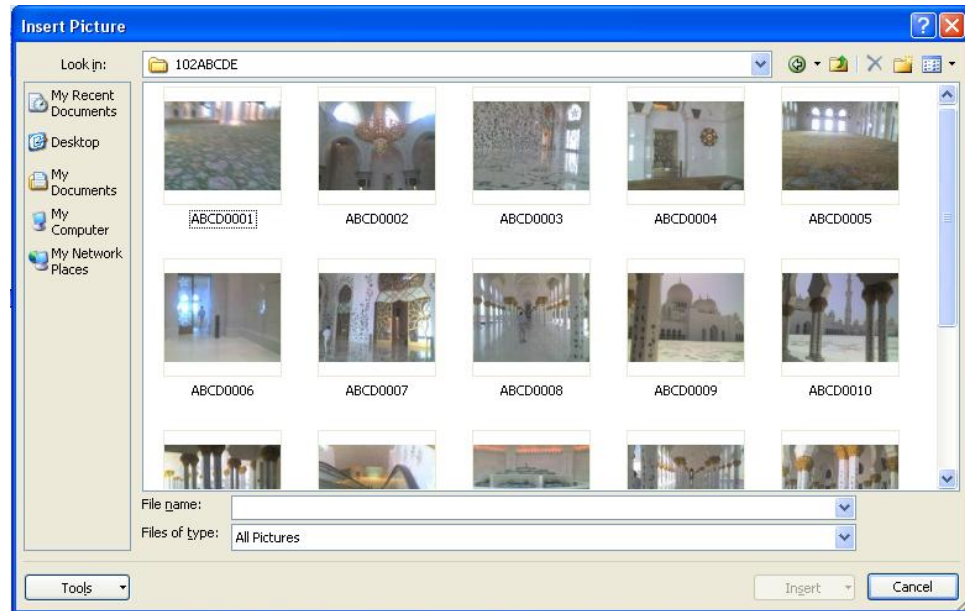 Insert Picture
Look in:
102ABCDE
My Recent
Documents
Desktop
My
Documents
My
Computer
My Network
Places
ABCD0001
ABCD0002
ABCD0003
ABCD0004
ABCD0005
ABCD0006
ABCD0007
ABCD0008
ABCD0009
ABCD0010
File name:
Files of type:
All Pictures
Tools
Insert
Cancel